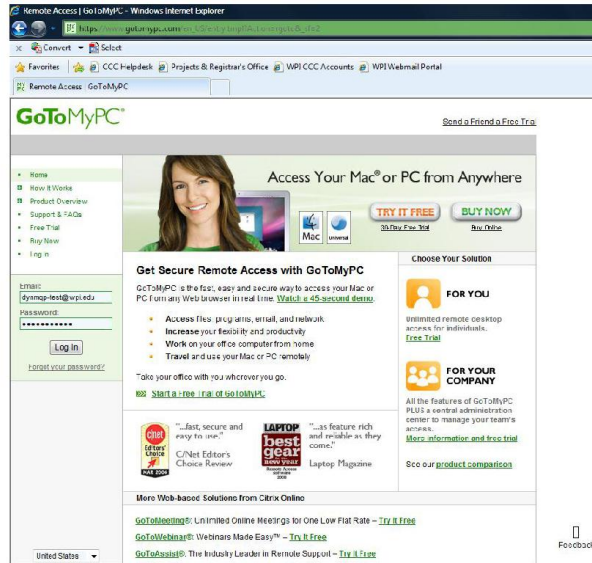 Remote Access | GoToMyPC - Windows Internet Explorer
Convert Select
Favorites CCC Helpdesk Projects & Registrar's Office WPI CCC Accounts WPI Webmail Portal
Remote Access | GoToMyPC
GoToMyPC
Send a Friend a Free Trial
Home
How It Works
Product Overview
Support & FAQs
Free Trial
Buy Now
Log In
Email:
dynmqp-test@wpi.edu
Password:
Log In
Forgot your password?
United States
Access Your Mac® or PC from Anywhere
Mac
universal
TRY IT FREE
BUY NOW
30-Day Free Trial
Buy Online
Get Secure Remote Access with GoToMyPC
GoToMyPC is the fast, easy and secure way to access your Mac or
PC from any Web browser in real time. Watch a 45-second demo.
Access files, programs, email, and network
Increase your flexibility and productivity
Work on your office computer from home
Travel and use your Mac or PC remotely
Take your office with you wherever you go.
Start a Free Trial of GoToMyPC
cnet
Editors'
Choice
MAR 2006
"...fast, secure and
easy to use."
C/Net Editor's
Choice Review
LAPTOP
best
gear
new year
Remote Access
software
"...as feature rich
and reliable as they
come."
Laptop Magazine
Choose Your Solution
FOR YOU
Unlimited remote desktop
access for individuals.
Free Trial
FOR YOUR
COMPANY
All the features of GoToMyPC
PLUS a central administration
center to manage your team's
access.
More information and free trial
See our product comparison
More Web-based Solutions from Citrix Online
GoToMeeting®: Unlimited Online Meetings for One Low Flat Rate – Try It Free
GoToWebinar®: Webinars Made Easy™ – Try It Free
GoToAssist®: The Industry Leader in Remote Support – Try It Free
Feedback